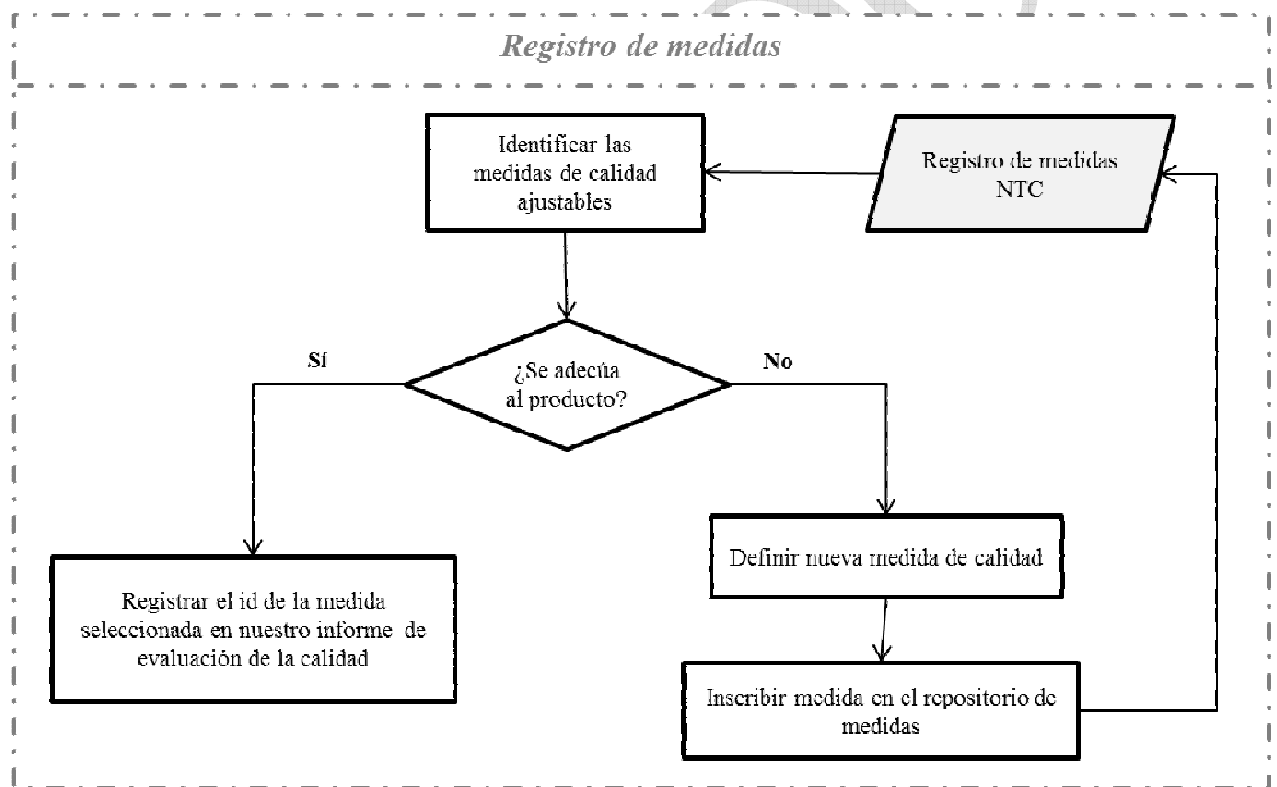 Registro de medidas
Identificar las
medidas de calidad
ajustables
Registro de medidas
NTC
Sí
¿Se adecúa
al producto?
No
Definir nueva medida de calidad
Registrar el id de la medida
seleccionada en nuestro informe de
evaluación de la calidad
Inscribir medida en el repositorio de
medidas